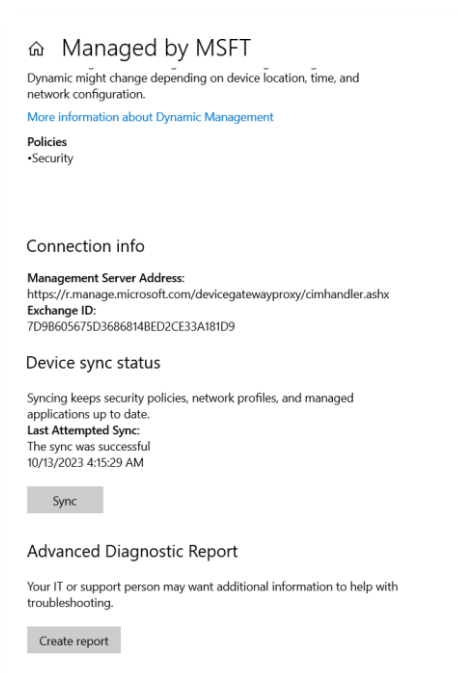 Managed by MSFT
Dynamic might change depending on device location, time, and
network configuration.
More information about Dynamic Management
Policies
•Security
Connection info
Management Server Address:
https://r.manage.microsoft.com/devicegatewayproxy/cimhandler.ashx
Exchange ID:
7D9B605675D3686814BED2CE33A181D9
Device sync status
Syncing keeps security policies, network profiles, and managed
applications up to date.
Last Attempted Sync:
The sync was successful
10/13/2023 4:15:29 AM
Sync
Advanced Diagnostic Report
Your IT or support person may want additional information to help with
troubleshooting.
Create report